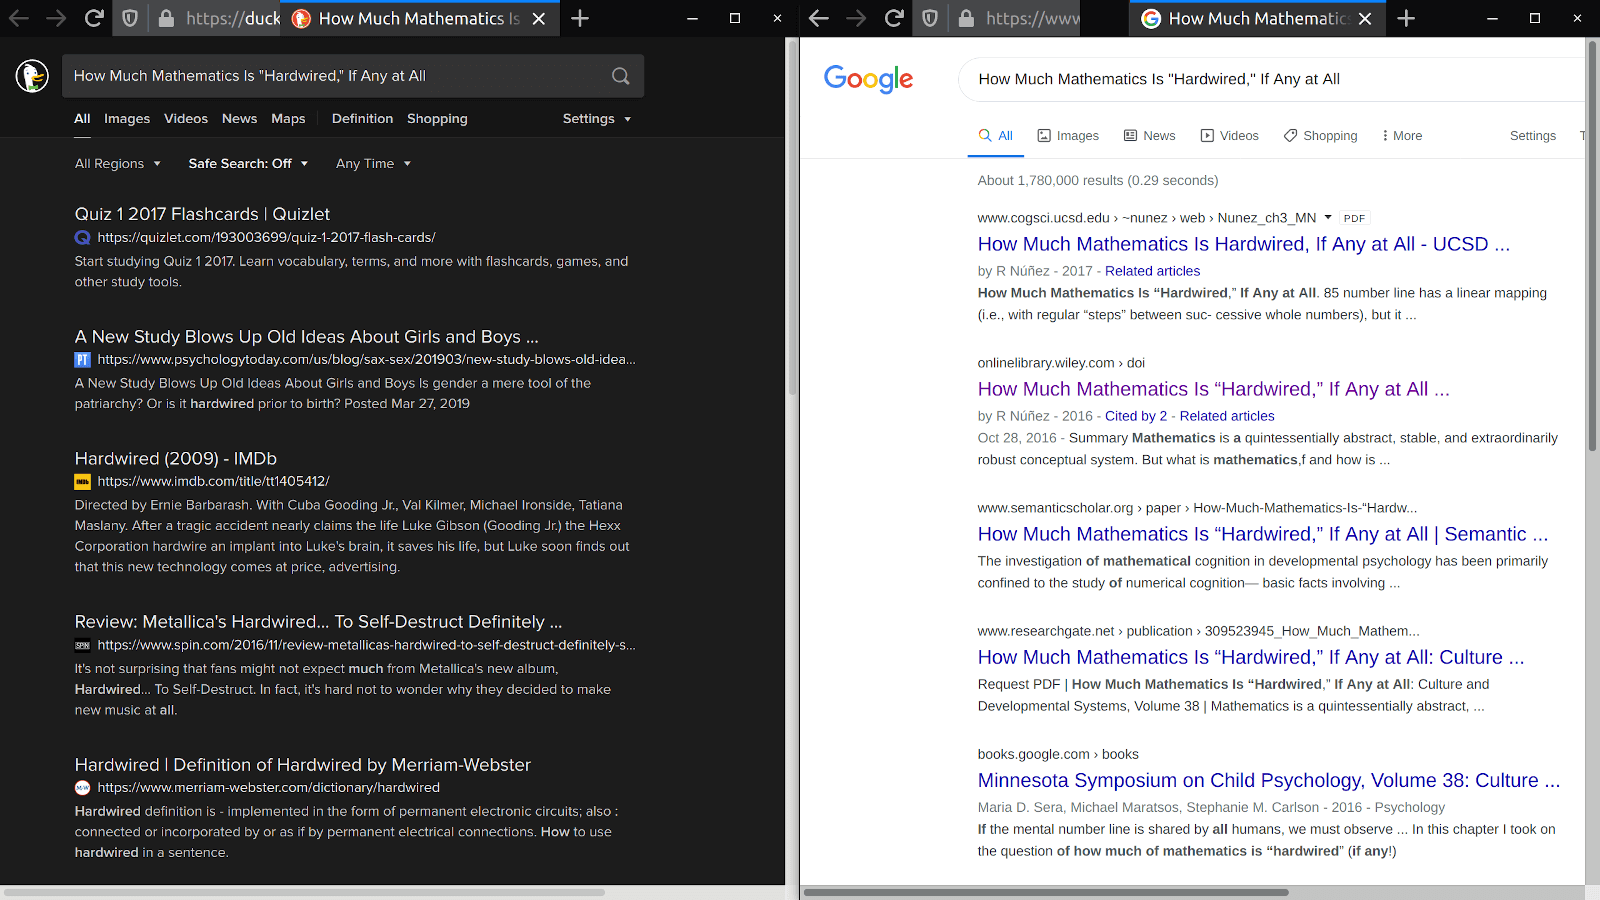 https://duck
How Much Mathematics Is
How Much Mathematics Is "Hardwired," If Any at All
All Images Videos News Maps Definition Shopping Settings
All Regions Safe Search: Off Any Time
Quiz 1 2017 Flashcards | Quizlet
https://quizlet.com/193003699/quiz-1-2017-flash-cards/
Start studying Quiz 1 2017. Learn vocabulary, terms, and more with flashcards, games, and
other study tools.
A New Study Blows Up Old Ideas About Girls and Boys ...
PT https://www.psychologytoday.com/us/blog/sax-sex/201903/new-study-blows-old-idea...
A New Study Blows Up Old Ideas About Girls and Boys Is gender a mere tool of the
patriarchy? Or is it hardwired prior to birth? Posted Mar 27, 2019
Hardwired (2009) - IMDb
IMDb https://www.imdb.com/title/tt1405412/
Directed by Ernie Barbarash. With Cuba Gooding Jr., Val Kilmer, Michael Ironside, Tatiana
Maslany. After a tragic accident nearly claims the life Luke Gibson (Gooding Jr.) the Hexx
Corporation hardwire an implant into Luke's brain, it saves his life, but Luke soon finds out
that this new technology comes at price, advertising.
Review: Metallica's Hardwired... To Self-Destruct Definitely ...
SPIN https://www.spin.com/2016/11/review-metallicas-hardwired-to-self-destruct-definitely-s...
It's not surprising that fans might not expect much from Metallica's new album,
Hardwired... To Self-Destruct. In fact, it's hard not to wonder why they decided to make
new music at all.
Hardwired | Definition of Hardwired by Merriam-Webster
https://www.merriam-webster.com/dictionary/hardwired
Hardwired definition is - implemented in the form of permanent electronic circuits; also :
connected or incorporated by or as if by permanent electrical connections. How to use
hardwired in a sentence.
https://www
How Much Mathematic
Google
How Much Mathematics Is "Hardwired," If Any at All
All Images News Videos Shopping More Settings T
About 1,780,000 results (0.29 seconds)
www.cogsci.ucsd.edu › ~nunez › web › Nunez_ch3_MN PDF
How Much Mathematics Is Hardwired, If Any at All - UCSD ...
by R Núñez - 2017 - Related articles
How Much Mathematics Is “Hardwired,” If Any at All. 85 number line has a linear mapping
(i.e., with regular “steps” between suc- cessive whole numbers), but it ...
onlinelibrary.wiley.com › doi
How Much Mathematics Is “Hardwired,” If Any at All ...
by R Núñez - 2016 - Cited by 2 - Related articles
Oct 28, 2016 - Summary Mathematics is a quintessentially abstract, stable, and extraordinarily
robust conceptual system. But what is mathematics,f and how is ...
www.semanticscholar.org › paper › How-Much-Mathematics-Is-“Hardw...
How Much Mathematics Is “Hardwired,” If Any at All | Semantic ...
The investigation of mathematical cognition in developmental psychology has been primarily
confined to the study of numerical cognition— basic facts involving ...
www.researchgate.net › publication › 309523945_How_Much_Mathem...
How Much Mathematics Is “Hardwired,” If Any at All: Culture ...
Request PDF | How Much Mathematics Is “Hardwired,” If Any at All: Culture and
Developmental Systems, Volume 38 | Mathematics is a quintessentially abstract, ...
books.google.com › books
Minnesota Symposium on Child Psychology, Volume 38: Culture ...
Maria D. Sera, Michael Maratsos, Stephanie M. Carlson - 2016 - Psychology
If the mental number line is shared by all humans, we must observe ... In this chapter I took on
the question of how much of mathematics is “hardwired” (if any!)